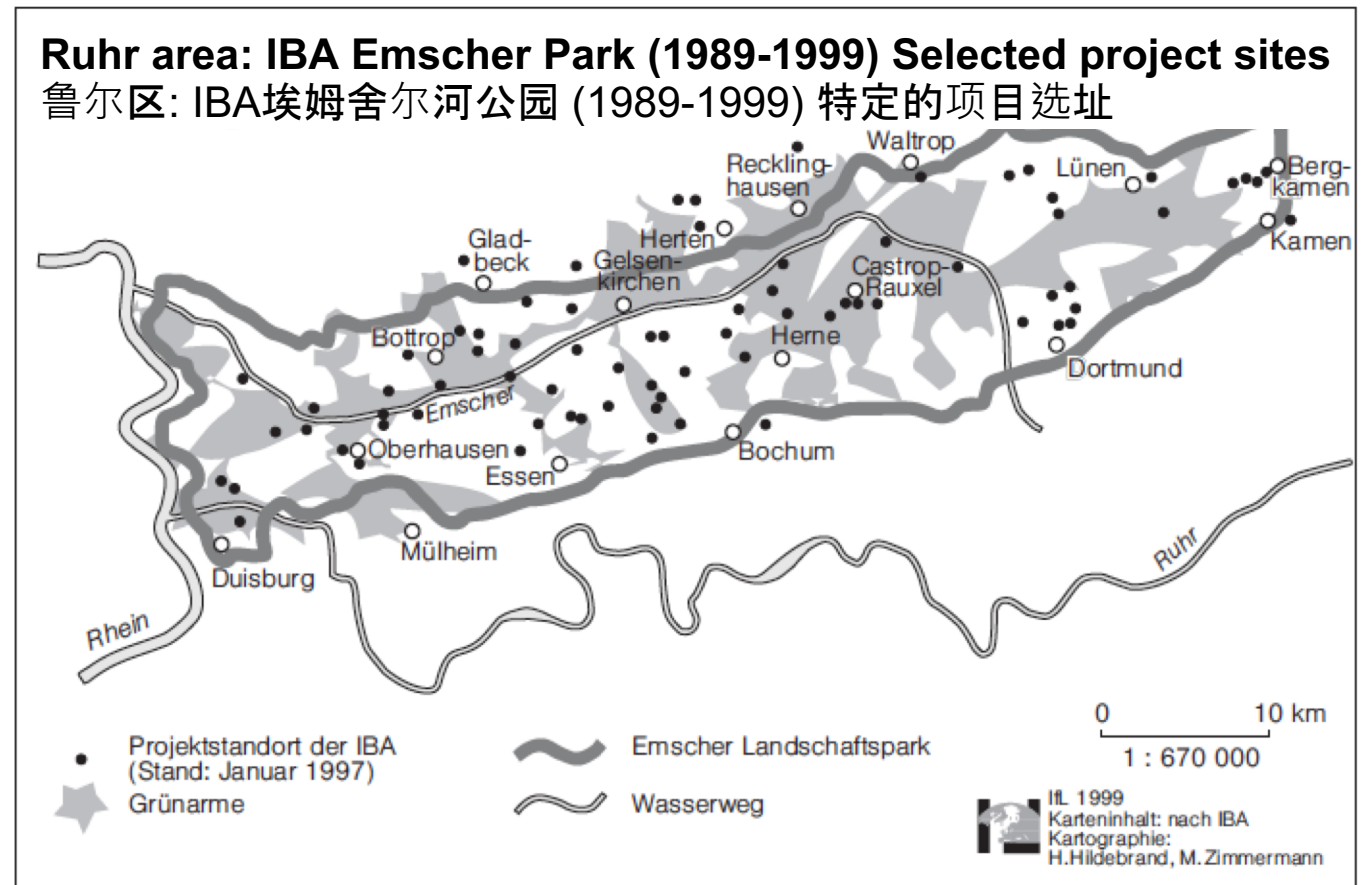 Ruhr area: IBA Emscher Park (1989-1999) Selected project sites
鲁尔区: IBA埃姆舍尔河公园 (1989-1999) 特定的项目选址
Waltrop
Reckling-
hausen
Lünen
Berg-
kamen
Herten
Kamen
Glad-
beck
Gelsen-
kirchen
Castrop-
Rauxel
Bottrop
Herne
Dortmund
Emscher
Oberhausen
Bochum
Essen
Mülheim
Duisburg
Ruhr
Rhein
0 10 km
1 : 670 000
Projektstandort der IBA
(Stand: Januar 1997)
Grünarme
Emscher Landschaftspark
Wasserweg
IfL 1999
Karteninhalt: nach IBA
Kartographie:
H.Hildebrand, M.Zimmermann